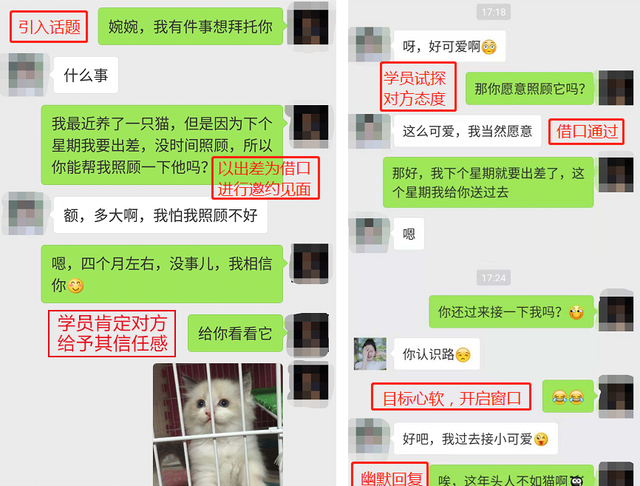 引入话题
婉婉，我有件事想拜托你
什么事
我最近养了一只猫，但是因为下个
星期我要出差，没时间照顾，所以
你能帮我照顾一下他吗？
以出差为借口
进行邀约见面
额，多大啊，我怕我照顾不好
嗯，四个月左右，没事儿，我相信
你😊
学员肯定对方
给予其信任感
给你看看它
17:18
呀，好可爱啊😳
学员试探
对方态度
那你愿意照顾它吗？
这么可爱，我当然愿意
借口通过
那好，我下个星期就要出差了，这
个星期我给你送过去
嗯
17:24
你还过来接一下我吗？
你认识路😒
目标心软，开启窗口
😂😂
好吧，我过去接小可爱😜
幽默回复
唉，这年头人不如猫啊